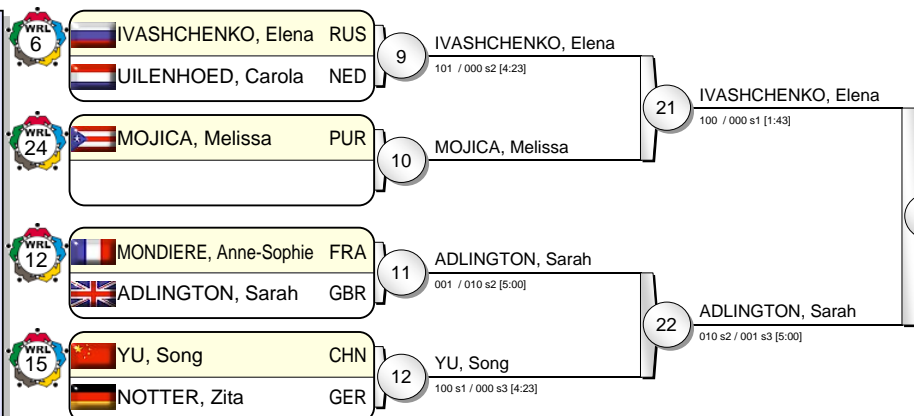 WRL
6
IVASHCHENKO, Elena RUS
UILENHOED, Carola NED
9
IVASHCHENKO, Elena
101 / 000 s2 [4:23]
21
IVASHCHENKO, Elena
100 / 000 s1 [1:43]
WRL
24
MOJICA, Melissa PUR
10
MOJICA, Melissa
WRL
12
MONDIERE, Anne-Sophie FRA
ADLINGTON, Sarah GBR
11
ADLINGTON, Sarah
001 / 010 s2 [5:00]
22
ADLINGTON, Sarah
010 s2 / 001 s3 [5:00]
WRL
15
YU, Song CHN
NOTTER, Zita GER
12
YU, Song
100 s1 / 000 s3 [4:23]